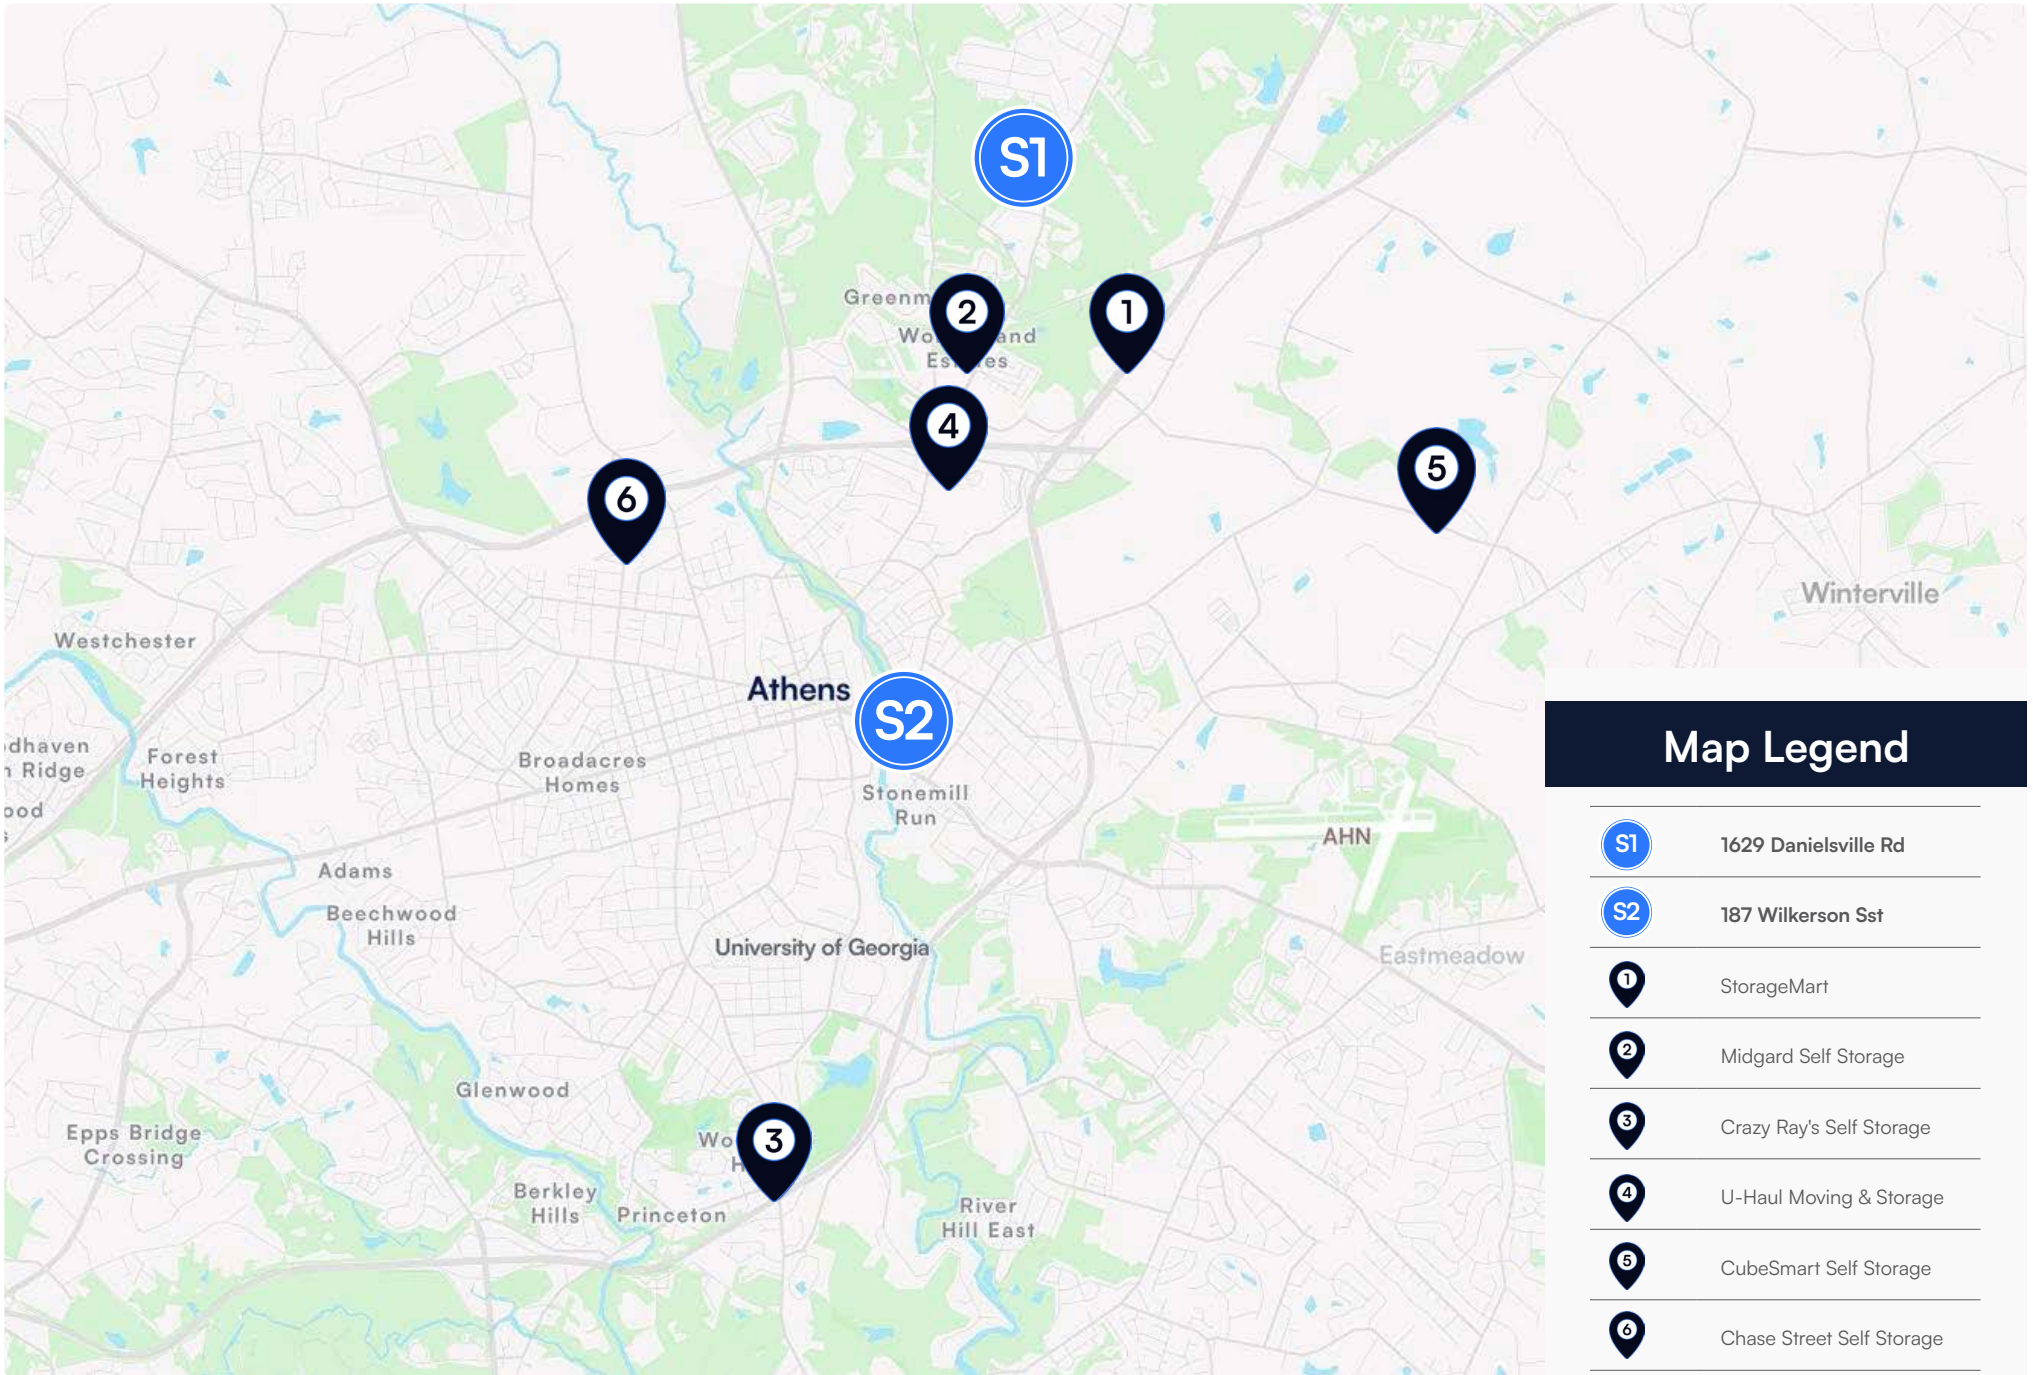 S1
Greenm
2
1
Wo and
Es es
4
5
6
Winterville
Westchester
Athens
S2
dhaven
Ridge
Forest
Heights
Broadacres
Homes
Stonemill
Run
ood
s
AHN
Adams
Beechwood
Hills
University of Georgia
Eastmeadow
Glenwood
Epps Bridge
Crossing
Wo
H
3
Berkley
Hills
Princeton
River
Hill East
Map Legend
S1 1629 Danielsville Rd
S2 187 Wilkerson Sst
1 StorageMart
2 Midgard Self Storage
3 Crazy Ray's Self Storage
4 U-Haul Moving & Storage
5 CubeSmart Self Storage
6 Chase Street Self Storage